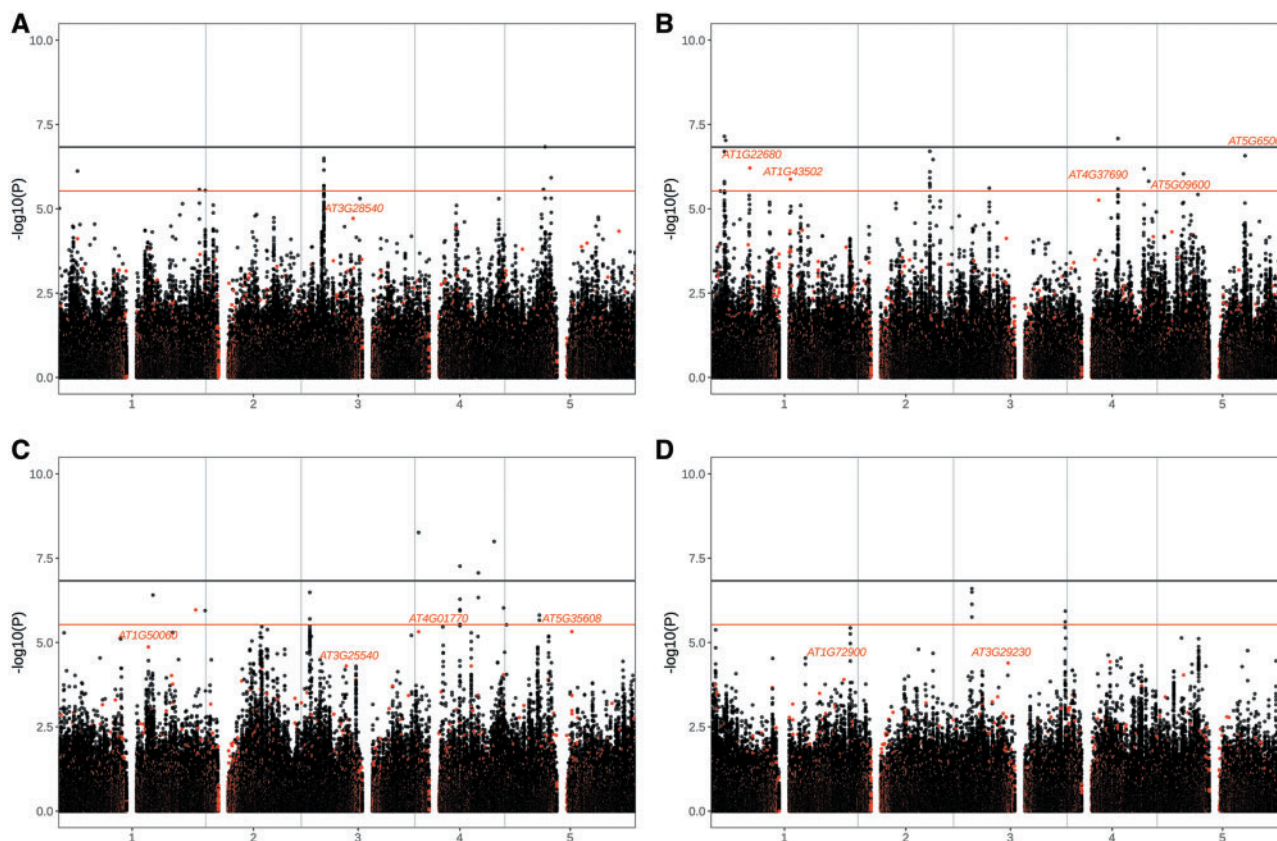 A
B
10.0
7.5
5.0
2.5
0.0
-log10(P)
AT3G28540
1
2
3
4
5
10.0
7.5
5.0
2.5
0.0
-log10(P)
AT5G6500
AT1G22680
AT1G43502
AT4G37690
AT5G09600
1
2
3
4
5
C
D
10.0
7.5
5.0
2.5
0.0
-log10(P)
AT4G01770
AT5G35608
AT1G50060
AT3G25540
1
2
3
4
5
10.0
7.5
5.0
2.5
0.0
-log10(P)
AT1G72900
AT3G29230
1
2
3
4
5